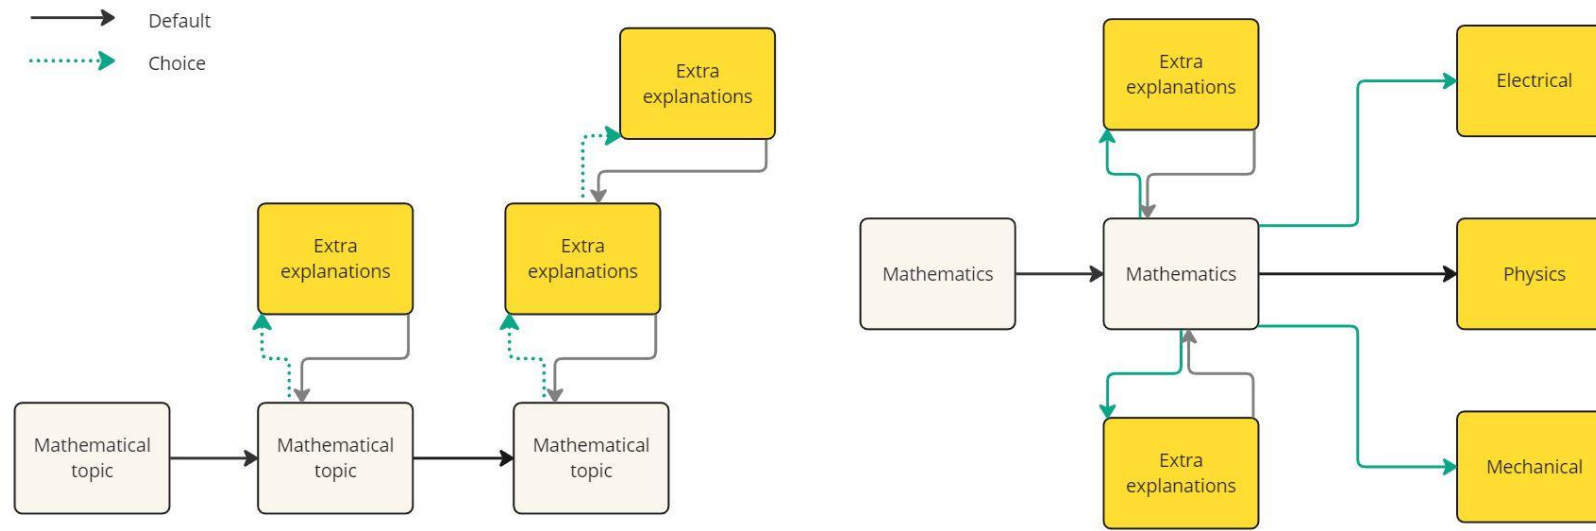 Default
Choice
Extra
explanations
Extra
explanations
Extra
explanations
Mathematical
topic
Mathematical
topic
Mathematical
topic
Extra
explanations
Electrical
Mathematics
Mathematics
Physics
Extra
explanations
Mechanical